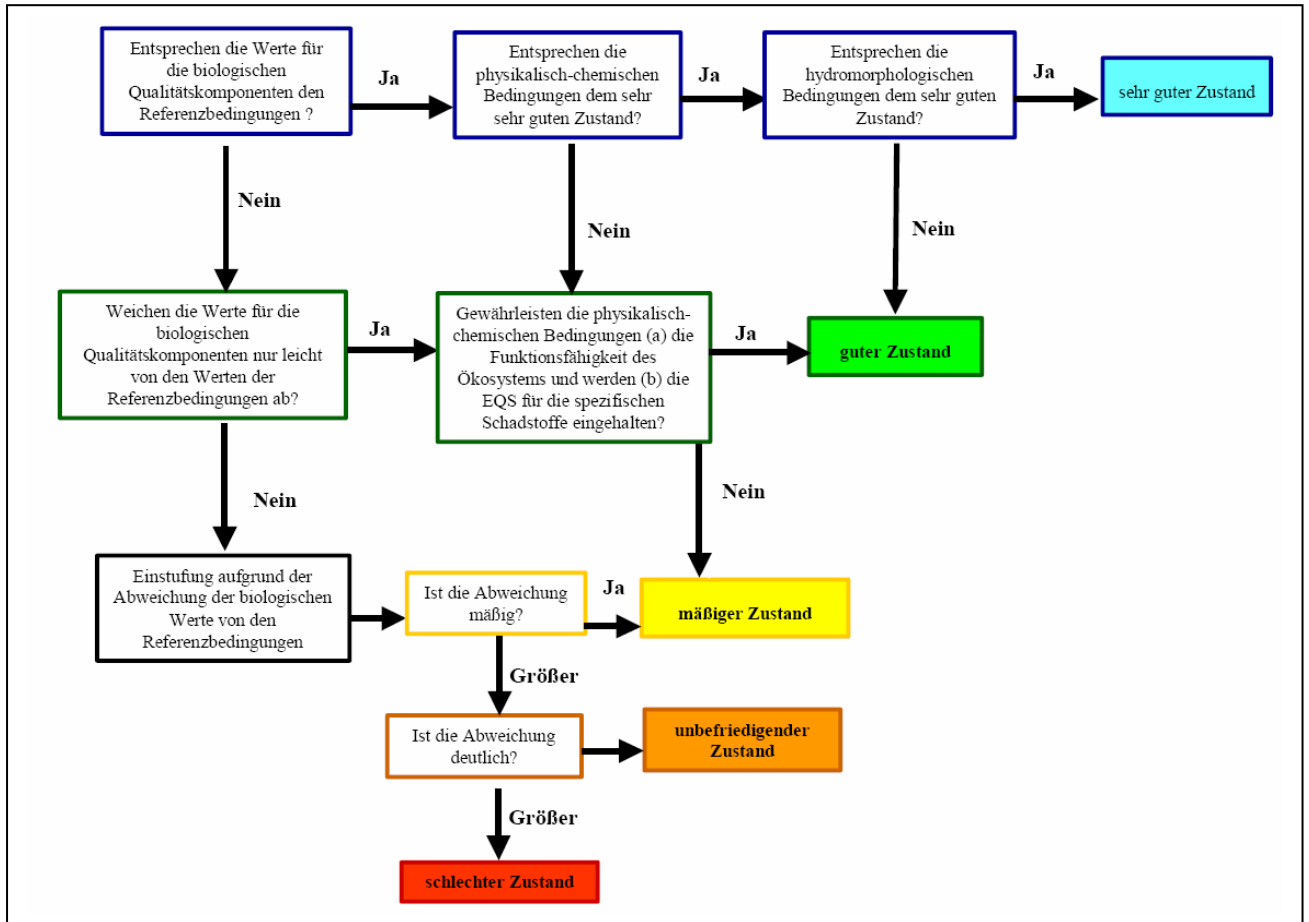 Entsprechen die Werte für
die biologischen
Qualitätskomponenten den
Referenzbedingungen ?
Ja
Entsprechen die
physikalisch-chemischen
Bedingungen dem sehr
sehr guten Zustand?
Ja
Entsprechen die
hydromorphologischen
Bedingungen dem sehr guten
Zustand?
Ja
sehr guter Zustand
Nein
Nein
Nein
Weichen die Werte für die
biologischen
Qualitätskomponenten nur leicht
von den Werten der
Referenzbedingungen ab?
Ja
Gewährleisten die physikalisch-
chemischen Bedingungen (a) die
Funktionsfähigkeit des
Ökosystems und werden (b) die
EQS für die spezifischen
Schadstoffe eingehalten?
Ja
guter Zustand
Nein
Nein
Einstufung aufgrund der
Abweichung der biologischen
Werte von den
Referenzbedingungen
Ist die Abweichung
mäßig?
Ja
mäßiger Zustand
Größer
Ist die Abweichung
deutlich?
unbefriedigender
Zustand
Größer
schlechter Zustand